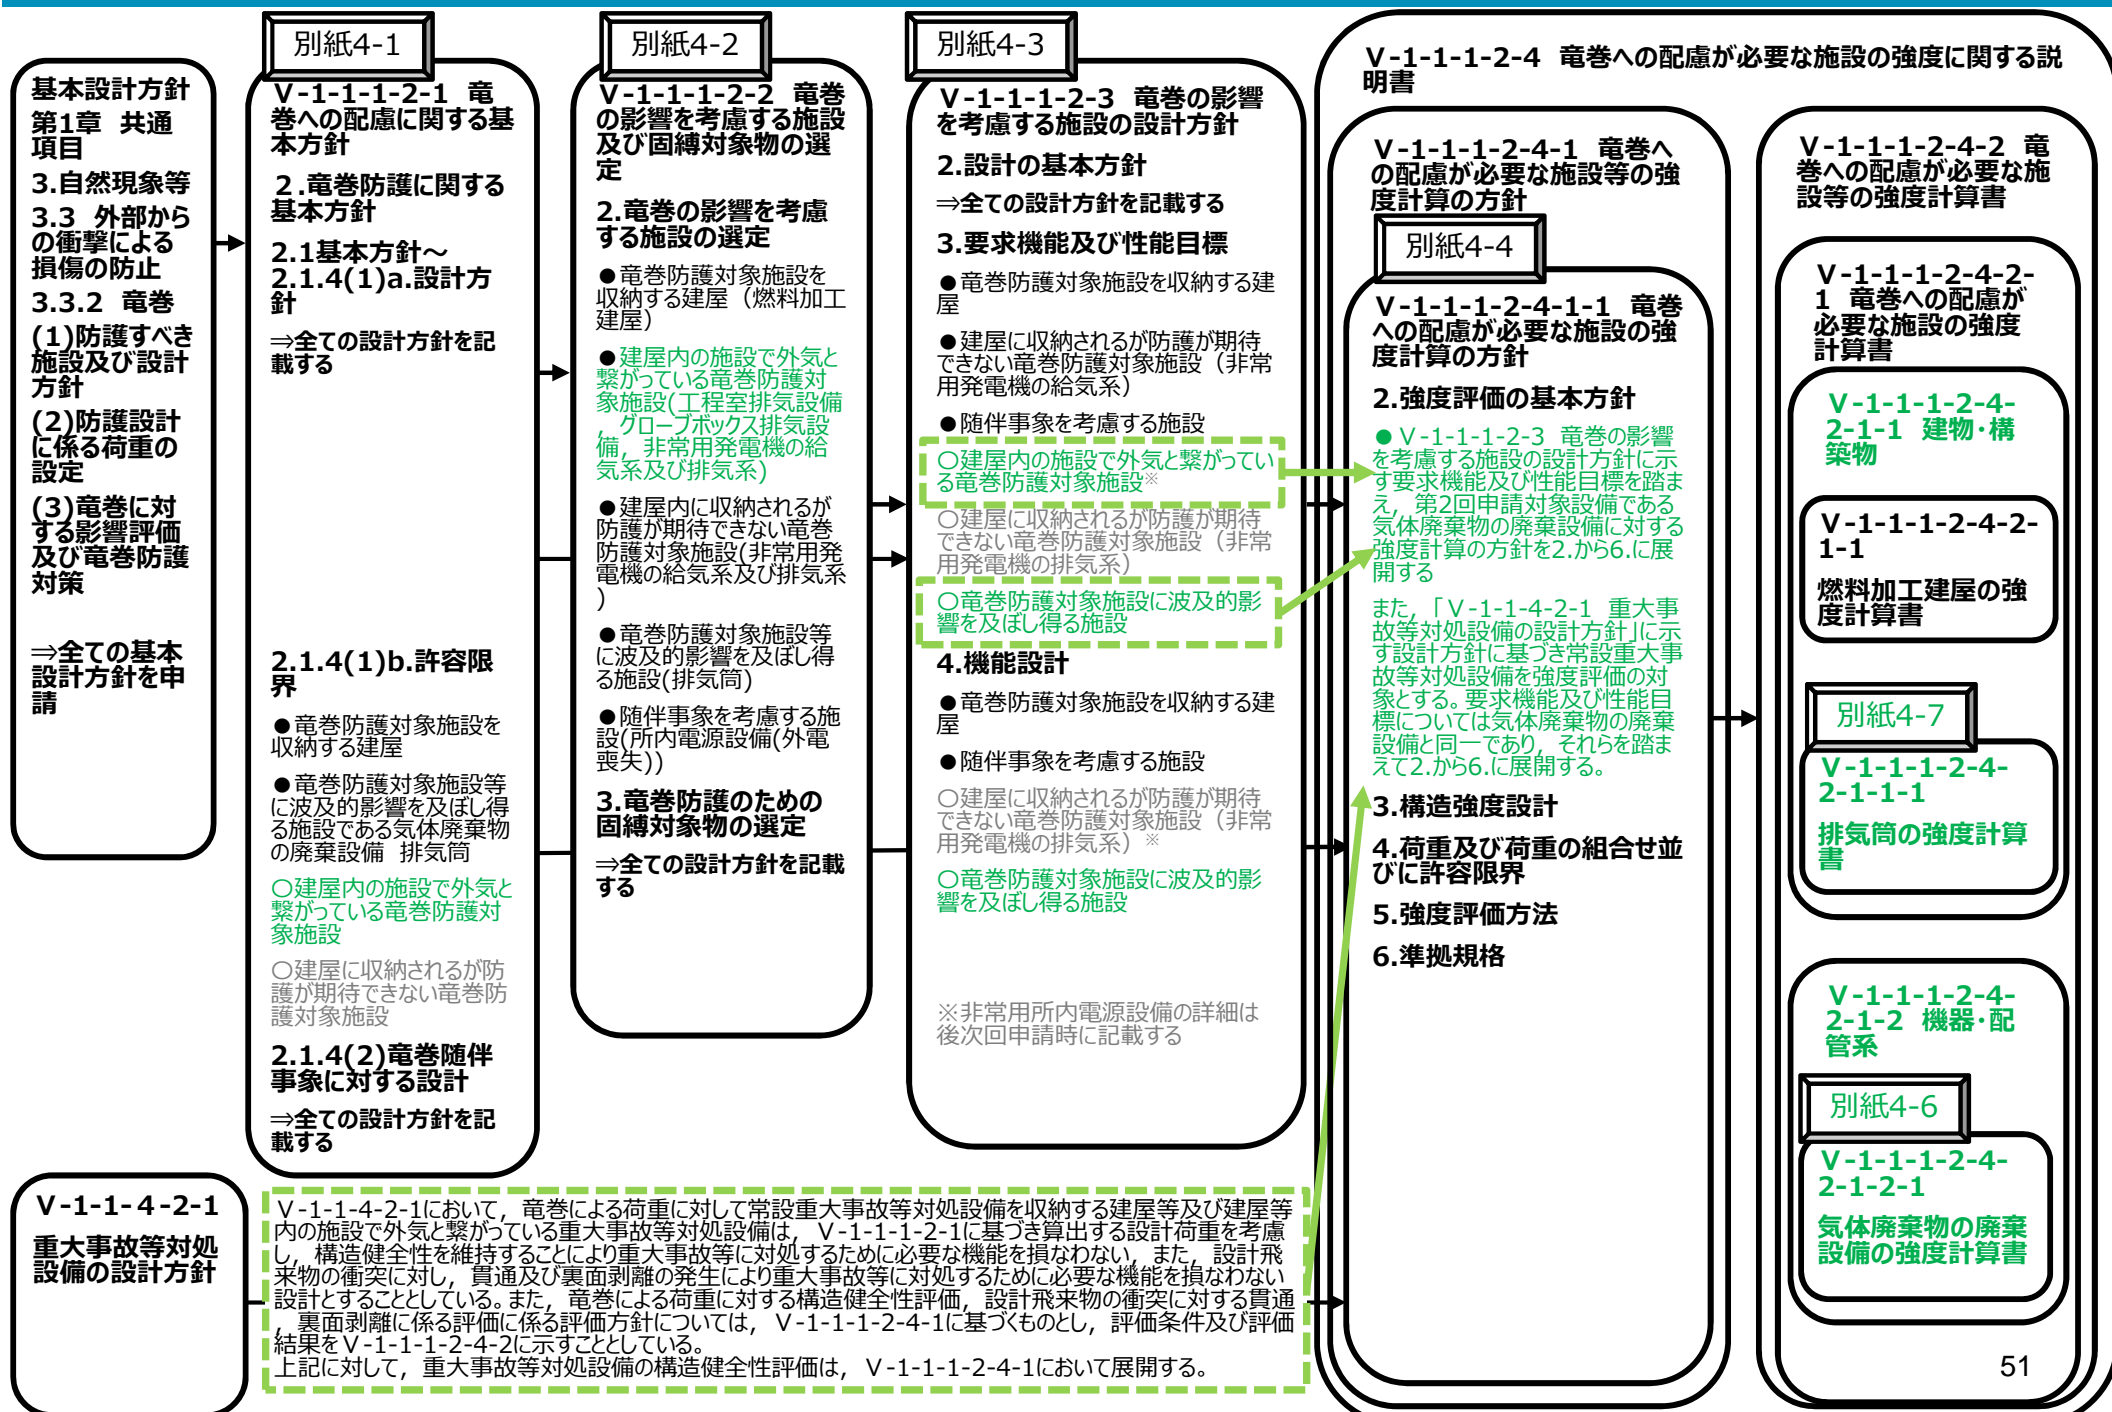 基本設計方針
第1章 共通
項目
3.自然現象等
3.3 外部から
の衝撃による
損傷の防止
3.3.2 竜巻
(1)防護すべき
施設及び設計
方針
(2)防護設計
に係る荷重の
設定
(3)竜巻に対
する影響評価
及び竜巻防護
対策
⇒全ての基本
設計方針を申
請
別紙4-1
Ⅴ-1-1-1-2-1 竜
巻への配慮に関する基
本方針
２.竜巻防護に関する
基本方針
2.1基本方針～
2.1.4(1)a.設計方
針
⇒全ての設計方針を記
載する
2.1.4(1)b.許容限
界
●竜巻防護対象施設を
収納する建屋
●竜巻防護対象施設等
に波及的影響を及ぼし得
る施設である気体廃棄物
の廃棄設備 排気筒
○建屋内の施設で外気と
繋がっている竜巻防護対
象施設
○建屋に収納されるが防
護が期待できない竜巻防
護対象施設
2.1.4(2)竜巻随伴
事象に対する設計
⇒全ての設計方針を記
載する
別紙4-2
Ⅴ-1-1-1-2-2 竜巻
の影響を考慮する施設
及び固縛対象物の選
定
2.竜巻の影響を考慮
する施設の選定
●竜巻防護対象施設を
収納する建屋（燃料加工
建屋）
●建屋内の施設で外気と
繋がっている竜巻防護対
象施設(工程室排気設備
，グローブボックス排気設
備，非常用発電機の給
気系及び排気系)
●建屋内に収納されるが
防護が期待できない竜巻
防護対象施設(非常用発
電機の給気系及び排気系
)
●竜巻防護対象施設等
に波及的影響を及ぼし得
る施設(排気筒)
●随伴事象を考慮する施
設(所内電源設備(外電
喪失))
3.竜巻防護のための
固縛対象物の選定
⇒全ての設計方針を記載
する
別紙4-3
Ⅴ-1-1-1-2-3 竜巻の影響
を考慮する施設の設計方針
2.設計の基本方針
⇒全ての設計方針を記載する
3.要求機能及び性能目標
●竜巻防護対象施設を収納する建
屋
●建屋に収納されるが防護が期待
できない竜巻防護対象施設（非常
用発電機の給気系）
●随伴事象を考慮する施設
○建屋内の施設で外気と繋がってい
る竜巻防護対象施設※
○建屋に収納されるが防護が期待
できない竜巻防護対象施設（非常
用発電機の排気系）
○竜巻防護対象施設に波及的影
響を及ぼし得る施設
4.機能設計
●竜巻防護対象施設を収納する建
屋
●随伴事象を考慮する施設
○建屋に収納されるが防護が期待
できない竜巻防護対象施設（非常
用発電機の排気系）※
○竜巻防護対象施設に波及的影
響を及ぼし得る施設
※非常用所内電源設備の詳細は
後次回申請時に記載する
Ⅴ-1-1-1-2-4 竜巻への配慮が必要な施設の強度に関する説
明書
Ⅴ-1-1-1-2-4-1 竜巻へ
の配慮が必要な施設等の強
度計算の方針
別紙4-4
Ⅴ-1-1-1-2-4-1-1 竜巻
への配慮が必要な施設の強
度計算の方針
2.強度評価の基本方針
●Ⅴ-1-1-1-2-3 竜巻の影響
を考慮する施設の設計方針に示
す要求機能及び性能目標を踏ま
え，第2回申請対象設備である
気体廃棄物の廃棄設備に対する
強度計算の方針を2.から6.に展
開する
また，「Ⅴ-1-1-4-2-1 重大事
故等対処設備の設計方針」に示
す設計方針に基づき常設重大事
故等対処設備を強度評価の対
象とする。要求機能及び性能目
標については気体廃棄物の廃棄
設備と同一であり，それらを踏ま
えて2.から6.に展開する。
3.構造強度設計
4.荷重及び荷重の組合せ並
びに許容限界
5.強度評価方法
6.準拠規格
Ⅴ-1-1-1-2-4-2 竜
巻への配慮が必要な施
設等の強度計算書
Ⅴ-1-1-1-2-4-2-
1 竜巻への配慮が
必要な施設の強度
計算書
Ⅴ-1-1-1-2-4-
2-1-1 建物・構
築物
Ⅴ-1-1-1-2-4-2-
1-1
燃料加工建屋の強
度計算書
別紙4-7
Ⅴ-1-1-1-2-4-
2-1-1-1
排気筒の強度計算
書
Ⅴ-1-1-1-2-4-
2-1-2 機器・配
管系
別紙4-6
Ⅴ-1-1-1-2-4-
2-1-2-1
気体廃棄物の廃棄
設備の強度計算書
Ⅴ-1-1-４-2-1
重大事故等対処
設備の設計方針
Ⅴ-1-1-4-2-1において，竜巻による荷重に対して常設重大事故等対処設備を収納する建屋等及び建屋等
内の施設で外気と繋がっている重大事故等対処設備は，Ⅴ-1-1-1-2-1に基づき算出する設計荷重を考慮
し，構造健全性を維持することにより重大事故等に対処するために必要な機能を損なわない，また，設計飛
来物の衝突に対し，貫通及び裏面剥離の発生により重大事故等に対処するために必要な機能を損なわない
設計とすることとしている。また，竜巻による荷重に対する構造健全性評価，設計飛来物の衝突に対する貫通
，裏面剥離に係る評価に係る評価方針については，Ⅴ-1-1-1-2-4-1に基づくものとし，評価条件及び評価
結果をⅤ-1-1-1-2-4-2に示すこととしている。
上記に対して，重大事故等対処設備の構造健全性評価は，Ⅴ-1-1-1-2-4-1において展開する。
51